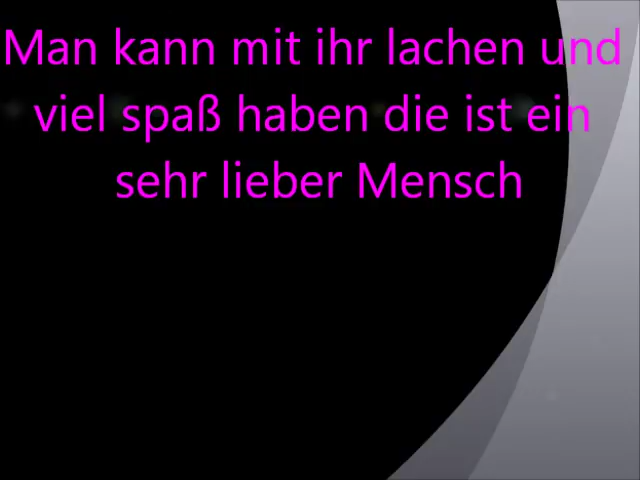 Man kann mit ihr lachen und
viel spaß haben die ist ein
sehr lieber Mensch